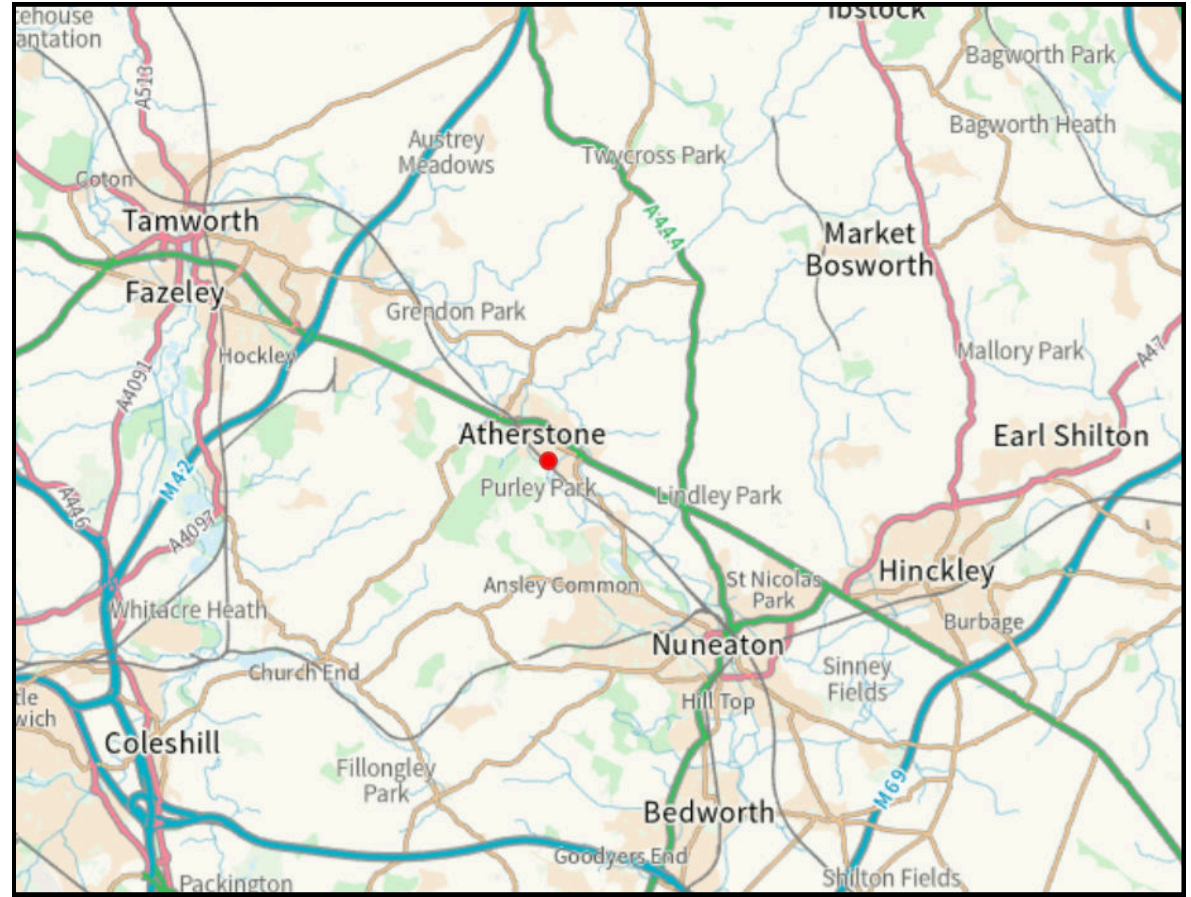 cehouse
antation
Ibstock
Bagworth Park
A513
Bagworth Heath
Austrey
Meadows
Twycross Park
Coton
Tamworth
A444
Market
Bosworth
Fazeley
Grendon Park
Hockley
Mallory Park
A47
A4091
Atherstone
Earl Shilton
M42
Purley Park
Lindley Park
A446
A4097
Hinckley
St Nicolas
Park
Ansley Common
Whitacre Heath
Burbage
Nuneaton
Church End
Sinney
Fields
tle
wich
Hill Top
Coleshill
Fillongley
Park
M69
Bedworth
Goodyers End
Packington
Shilton Fields